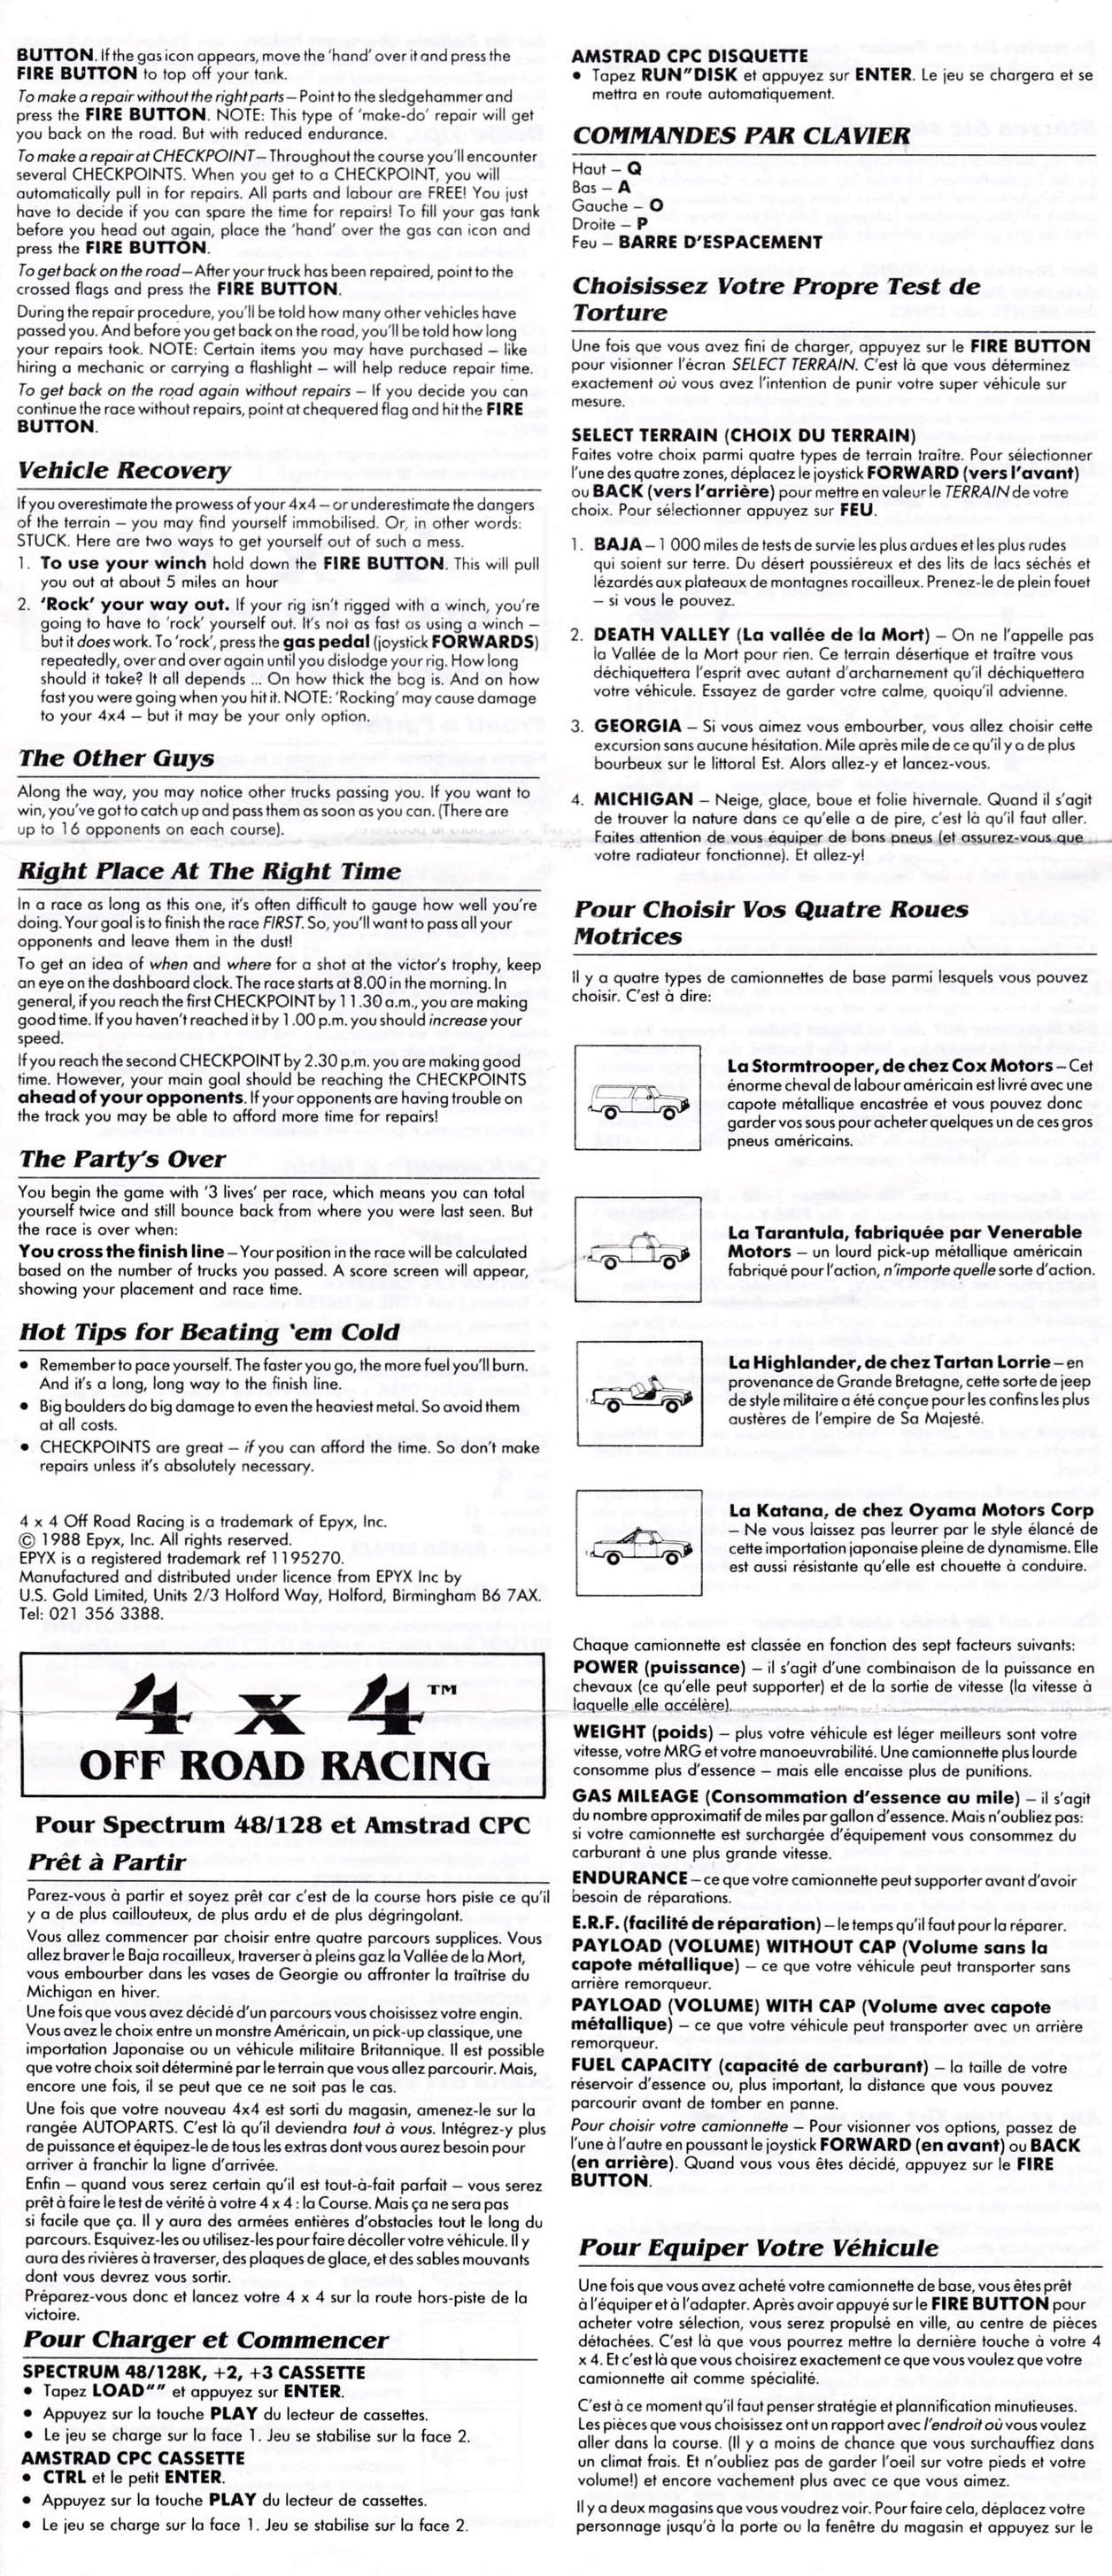 BUTTON. If the gas icon appears, move the 'hand' over it and press the
FIRE BUTTON to top off your tank.
To make a repair without the right parts – Point to the sledgehammer and
press the FIRE BUTTON. NOTE: This type of 'make-do' repair will get
you back on the road. But with reduced endurance.
To make a repair at CHECKPOINT – Throughout the course you'll encounter
several CHECKPOINTS. When you get to a CHECKPOINT, you will
automatically pull in for repairs. All parts and labour are FREE! You just
have to decide if you can spare the time for repairs! To fill your gas tank
before you head out again, place the 'hand' over the gas can icon and
press the FIRE BUTTON.
To get back on the road – After your truck has been repaired, point to the
crossed flags and press the FIRE BUTTON.
During the repair procedure, you'll be told how many other vehicles have
passed you. And before you get back on the road, you'll be told how long
your repairs took. NOTE: Certain items you may have purchased – like
hiring a mechanic or carrying a flashlight – will help reduce repair time.
To get back on the road again without repairs – If you decide you can
continue the race without repairs, point at chequered flag and hit the FIRE
BUTTON.
Vehicle Recovery
If you overestimate the prowess of your 4x4 – or underestimate the dangers
of the terrain – you may find yourself immobilised. Or, in other words:
STUCK. Here are two ways to get yourself out of such a mess.
1. To use your winch hold down the FIRE BUTTON. This will pull
you out at about 5 miles an hour
2. 'Rock' your way out. If your rig isn't rigged with a winch, you're
going to have to 'rock' yourself out. It's not as fast as using a winch –
but it does work. To 'rock', press the gas pedal (joystick FORWARDS)
repeatedly, over and over again until you dislodge your rig. How long
should it take? It all depends ... On how thick the bog is. And on how
fast you were going when you hit it. NOTE: 'Rocking' may cause damage
to your 4x4 – but it may be your only option.
The Other Guys
Along the way, you may notice other trucks passing you. If you want to
win, you've got to catch up and pass them as soon as you can. (There are
up to 16 opponents on each course).
Right Place At The Right Time
In a race as long as this one, it's often difficult to gauge how well you're
doing. Your goal is to finish the race FIRST. So, you'll want to pass all your
opponents and leave them in the dust!
To get an idea of when and where for a shot at the victor's trophy, keep
an eye on the dashboard clock. The race starts at 8.00 in the morning. In
general, if you reach the first CHECKPOINT by 11.30 a.m., you are making
good time. If you haven't reached it by 1.00 p.m. you should increase your
speed.
If you reach the second CHECKPOINT by 2.30 p.m. you are making good
time. However, your main goal should be reaching the CHECKPOINTS
ahead of your opponents. If your opponents are having trouble on
the track you may be able to afford more time for repairs!
The Party's Over
You begin the game with '3 lives' per race, which means you can total
yourself twice and still bounce back from where you were last seen. But
the race is over when:
You cross the finish line – Your position in the race will be calculated
based on the number of trucks you passed. A score screen will appear,
showing your placement and race time.
Hot Tips for Beating 'em Cold
• Remember to pace yourself. The faster you go, the more fuel you'll burn.
And it's a long, long way to the finish line.
• Big boulders do big damage to even the heaviest metal. So avoid them
at all costs.
• CHECKPOINTS are great – if you can afford the time. So don't make
repairs unless it's absolutely necessary.
4 x 4 Off Road Racing is a trademark of Epyx, Inc.
© 1988 Epyx, Inc. All rights reserved.
EPYX is a registered trademark ref 1195270.
Manufactured and distributed under licence from EPYX Inc by
U.S. Gold Limited, Units 2/3 Holford Way, Holford, Birmingham B6 7AX.
Tel: 021 356 3388.
4 x 4™
OFF ROAD RACING
Pour Spectrum 48/128 et Amstrad CPC
Prêt à Partir
Parez-vous à partir et soyez prêt car c'est de la course hors piste ce qu'il
y a de plus caillouteux, de plus ardu et de plus dégringolant.
Vous allez commencer par choisir entre quatre parcours supplices. Vous
allez braver le Baja rocailleux, traverser à pleins gaz la Vallée de la Mort,
vous embourber dans les vases de Georgie ou affronter la traîtrise du
Michigan en hiver.
Une fois que vous avez décidé d'un parcours vous choisissez votre engin.
Vous avez le choix entre un monstre Américain, un pick-up classique, une
importation Japonaise ou un véhicule militaire Britannique. Il est possible
que votre choix soit déterminé par le terrain que vous allez parcourir. Mais,
encore une fois, il se peut que ce ne soit pas le cas.
Une fois que votre nouveau 4x4 est sorti du magasin, amenez-le sur la
rangée AUTOPARTS. C'est là qu'il deviendra tout à vous. Intégrez-y plus
de puissance et équipez-le de tous les extras dont vous aurez besoin pour
arriver à franchir la ligne d'arrivée.
Enfin – quand vous serez certain qu'il est tout-à-fait parfait – vous serez
prêt à faire le test de vérité à votre 4 x 4 : la Course. Mais ça ne sera pas
si facile que ça. Il y aura des armées entières d'obstacles tout le long du
parcours. Esquivez-les ou utilisez-les pour faire décoller votre véhicule. Il y
aura des rivières à traverser, des plaques de glace, et des sables mouvants
dont vous devrez vous sortir.
Préparez-vous donc et lancez votre 4 x 4 sur la route hors-piste de la
victoire.
Pour Charger et Commencer
SPECTRUM 48/128K, +2, +3 CASSETTE
• Tapez LOAD"" et appuyez sur ENTER.
• Appuyez sur la touche PLAY du lecteur de cassettes.
• Le jeu se charge sur la face 1. Jeu se stabilise sur la face 2.
AMSTRAD CPC CASSETTE
• CTRL et le petit ENTER.
• Appuyez sur la touche PLAY du lecteur de cassettes.
• Le jeu se charge sur la face 1. Jeu se stabilise sur la face 2.
AMSTRAD CPC DISQUETTE
• Tapez RUN"DISK et appuyez sur ENTER. Le jeu se chargera et se
mettra en route automatiquement.
COMMANDES PAR CLAVIER
Haut – Q
Bas – A
Gauche – O
Droite – P
Feu – BARRE D'ESPACEMENT
Choisissez Votre Propre Test de
Torture
Une fois que vous avez fini de charger, appuyez sur le FIRE BUTTON
pour visionner l'écran SELECT TERRAIN. C'est là que vous déterminez
exactement où vous avez l'intention de punir votre super véhicule sur
mesure.
SELECT TERRAIN (CHOIX DU TERRAIN)
Faites votre choix parmi quatre types de terrain traître. Pour sélectionner
l'une des quatre zones, déplacez le joystick FORWARD (vers l'avant)
ou BACK (vers l'arrière) pour mettre en valeur le TERRAIN de votre
choix. Pour sélectionner appuyez sur FEU.
1. BAJA – 1 000 miles de tests de survie les plus ardues et les plus rudes
qui soient sur terre. Du désert poussiéreux et des lits de lacs séchés et
lézardés aux plateaux de montagnes rocailleux. Prenez-le de plein fouet
– si vous le pouvez.
2. DEATH VALLEY (La vallée de la Mort) – On ne l'appelle pas
la Vallée de la Mort pour rien. Ce terrain désertique et traître vous
déchiquettera l'esprit avec autant d'archarnement qu'il déchiquettera
votre véhicule. Essayez de garder votre calme, quoiqu'il advienne.
3. GEORGIA – Si vous aimez vous embourber, vous allez choisir cette
excursion sans aucune hésitation. Mile après mile de ce qu'il y a de plus
bourbeux sur le littoral Est. Alors allez-y et lancez-vous.
4. MICHIGAN – Neige, glace, boue et folie hivernale. Quand il s'agit
de trouver la nature dans ce qu'elle a de pire, c'est là qu'il faut aller.
Faites attention de vous équiper de bons pneus (et assurez-vous que
votre radiateur fonctionne). Et allez-y!
Pour Choisir Vos Quatre Roues
Motrices
Il y a quatre types de camionnettes de base parmi lesquels vous pouvez
choisir. C'est à dire:
La Stormtrooper, de chez Cox Motors – Cet
énorme cheval de labour américain est livré avec une
capote métallique encastrée et vous pouvez donc
garder vos sous pour acheter quelques un de ces gros
pneus américains.
La Tarantula, fabriquée par Venerable
Motors – un lourd pick-up métallique américain
fabriqué pour l'action, n'importe quelle sorte d'action.
La Highlander, de chez Tartan Lorrie – en
provenance de Grande Bretagne, cette sorte de jeep
de style militaire a été conçue pour les confins les plus
austères de l'empire de Sa Majesté.
La Katana, de chez Oyama Motors Corp
– Ne vous laissez pas leurrer par le style élancé de
cette importation japonaise pleine de dynamisme. Elle
est aussi résistante qu'elle est chouette à conduire.
Chaque camionnette est classée en fonction des sept facteurs suivants:
POWER (puissance) – il s'agit d'une combinaison de la puissance en
chevaux (ce qu'elle peut supporter) et de la sortie de vitesse (la vitesse à
laquelle elle accélère).
WEIGHT (poids) – plus votre véhicule est léger meilleurs sont votre
vitesse, votre MRG et votre manoeuvrabilité. Une camionnette plus lourde
consomme plus d'essence – mais elle encaisse plus de punitions.
GAS MILEAGE (Consommation d'essence au mile) – il s'agit
du nombre approximatif de miles par gallon d'essence. Mais n'oubliez pas:
si votre camionnette est surchargée d'équipement vous consommez du
carburant à une plus grande vitesse.
ENDURANCE – ce que votre camionnette peut supporter avant d'avoir
besoin de réparations.
E.R.F. (facilité de réparation) – le temps qu'il faut pour la réparer.
PAYLOAD (VOLUME) WITHOUT CAP (Volume sans la
capote métallique) – ce que votre véhicule peut transporter sans
arrière remorqueur.
PAYLOAD (VOLUME) WITH CAP (Volume avec capote
métallique) – ce que votre véhicule peut transporter avec un arrière
remorqueur.
FUEL CAPACITY (capacité de carburant) – la taille de votre
réservoir d'essence ou, plus important, la distance que vous pouvez
parcourir avant de tomber en panne.
Pour choisir votre camionnette – Pour visionner vos options, passez de
l'une à l'autre en poussant le joystick FORWARD (en avant) ou BACK
(en arrière). Quand vous vous êtes décidé, appuyez sur le FIRE
BUTTON.
Pour Equiper Votre Véhicule
Une fois que vous avez acheté votre camionnette de base, vous êtes prêt
à l'équiper et à l'adapter. Après avoir appuyé sur le FIRE BUTTON pour
acheter votre sélection, vous serez propulsé en ville, au centre de pièces
détachées. C'est là que vous pourrez mettre la dernière touche à votre 4
x 4. Et c'est là que vous choisirez exactement ce que vous voulez que votre
camionnette ait comme spécialité.
C'est à ce moment qu'il faut penser stratégie et plannification minutieuses.
Les pièces que vous choisissez ont un rapport avec l'endroit où vous voulez
aller dans la course. (Il y a moins de chance que vous surchauffiez dans
un climat frais. Et n'oubliez pas de garder l'oeil sur votre pieds et votre
volume!) et encore vachement plus avec ce que vous aimez.
Il y a deux magasins que vous voudrez voir. Pour faire cela, déplacez votre
personnage jusqu'à la porte ou la fenêtre du magasin et appuyez sur le